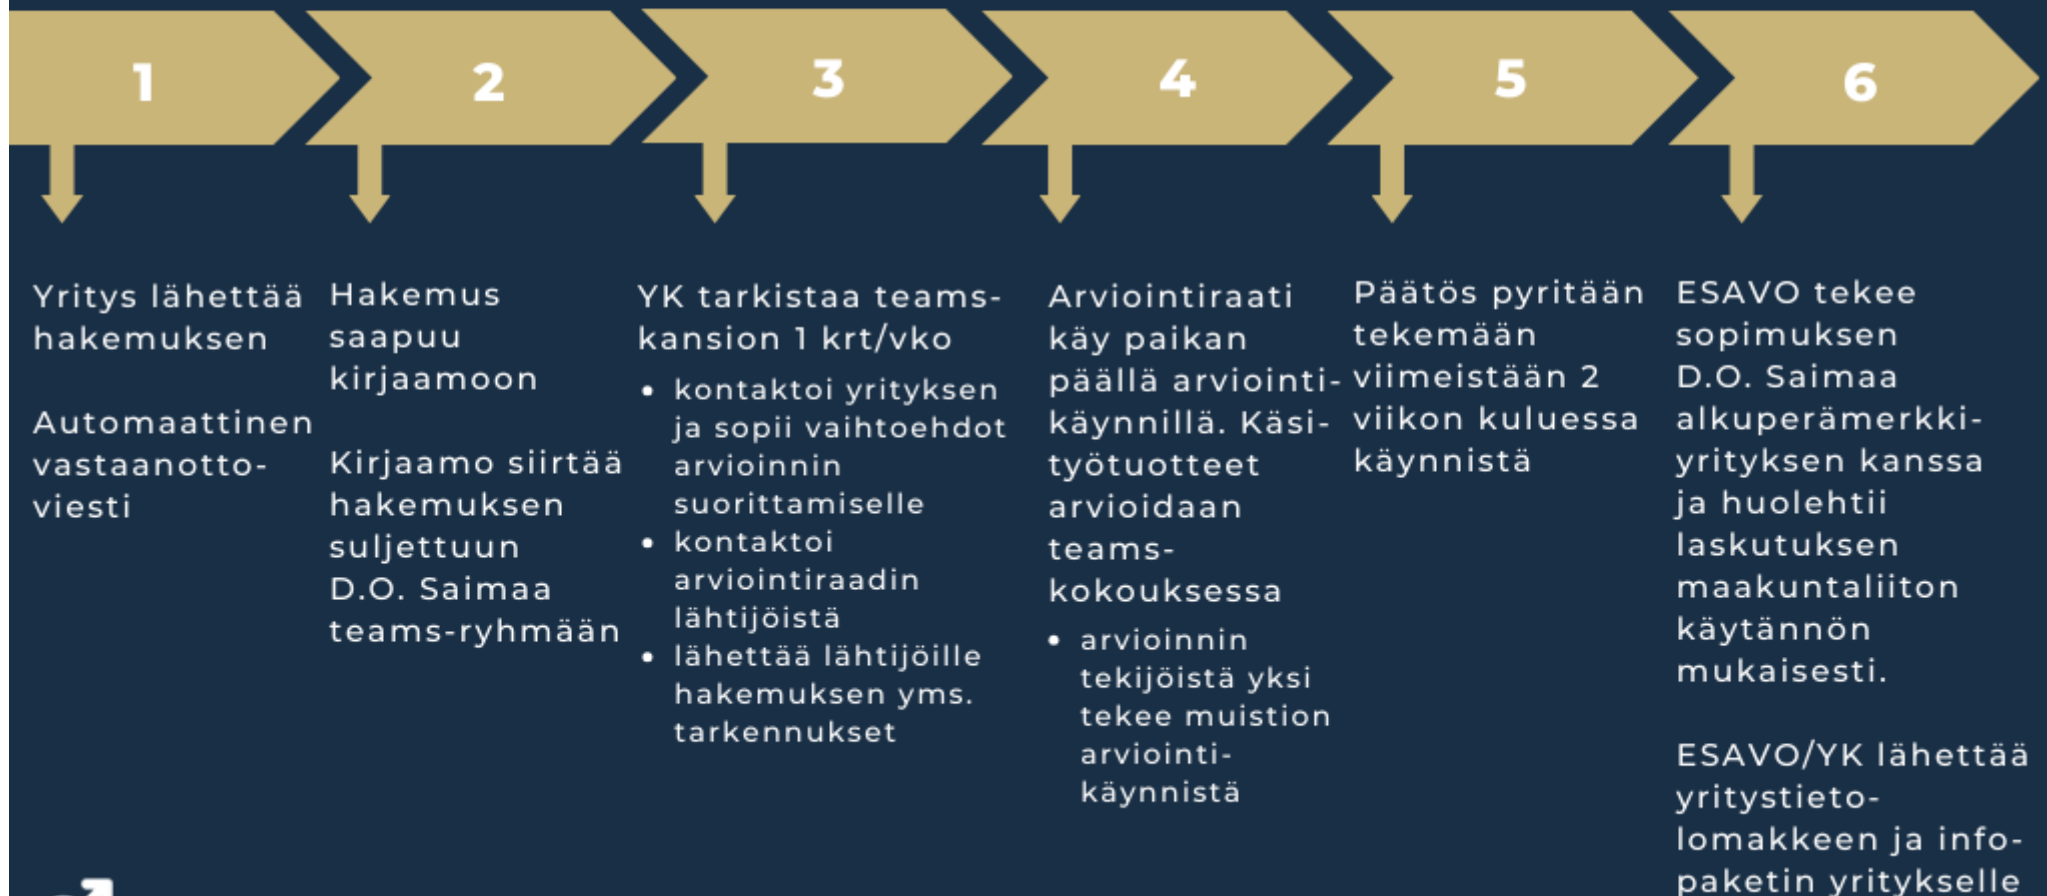 1
2
3
4
5
6
Yritys lähettää
hakemuksen
Automaattinen
vastaanotto-
viesti
Hakemus
saapuu
kirjaamoon
Kirjaamo siirtää
hakemuksen
suljettuun
D.O. Saimaa
teams-ryhmään
YK tarkistaa teams-
kansion 1 krt/vko
• kontaktoi yrityksen
ja sopii vaihtoehdot
arvioinnin
suorittamiselle
• kontaktoi
arviointiraadin
lähtijöistä
• lähettää lähtijöille
hakemuksen yms.
tarkennukset
Arviointiraati
käy paikan
päällä arviointi-
käynnillä. Käsi-
työtuotteet
arvioidaan
teams-
kokouksessa
• arvioinnin
tekijöistä yksi
tekee muistion
arviointi-
käynnistä
Päätös pyritään
tekemään
viimeistään 2
viikon kuluessa
käynnistä
ESAVO tekee
sopimuksen
D.O. Saimaa
alkuperämerkki-
yrityksen kanssa
ja huolehtii
laskutuksen
maakuntaliiton
käytännön
mukaisesti.
ESAVO/YK lähettää
yritystieto-
lomakkeen ja info-
paketin yritykselle